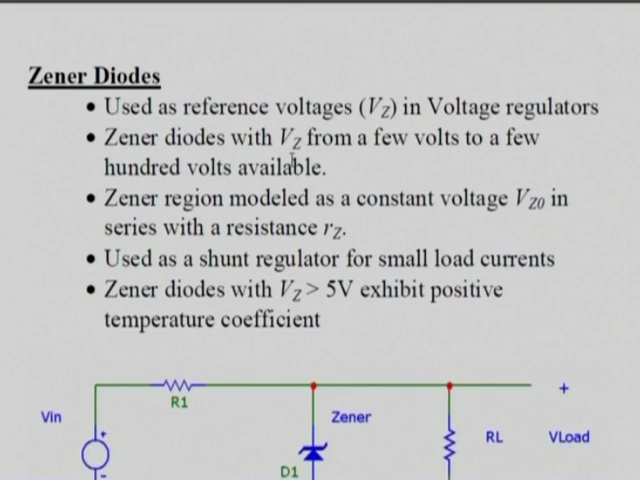 Zener Diodes
• Used as reference voltages (VZ) in Voltage regulators
• Zener diodes with VZ from a few volts to a few
hundred volts available.
• Zener region modeled as a constant voltage VZ0 in
series with a resistance rZ.
• Used as a shunt regulator for small load currents
• Zener diodes with VZ > 5V exhibit positive
temperature coefficient
R1
+
Vin
Zener
RL
VLoad
+
D1
-